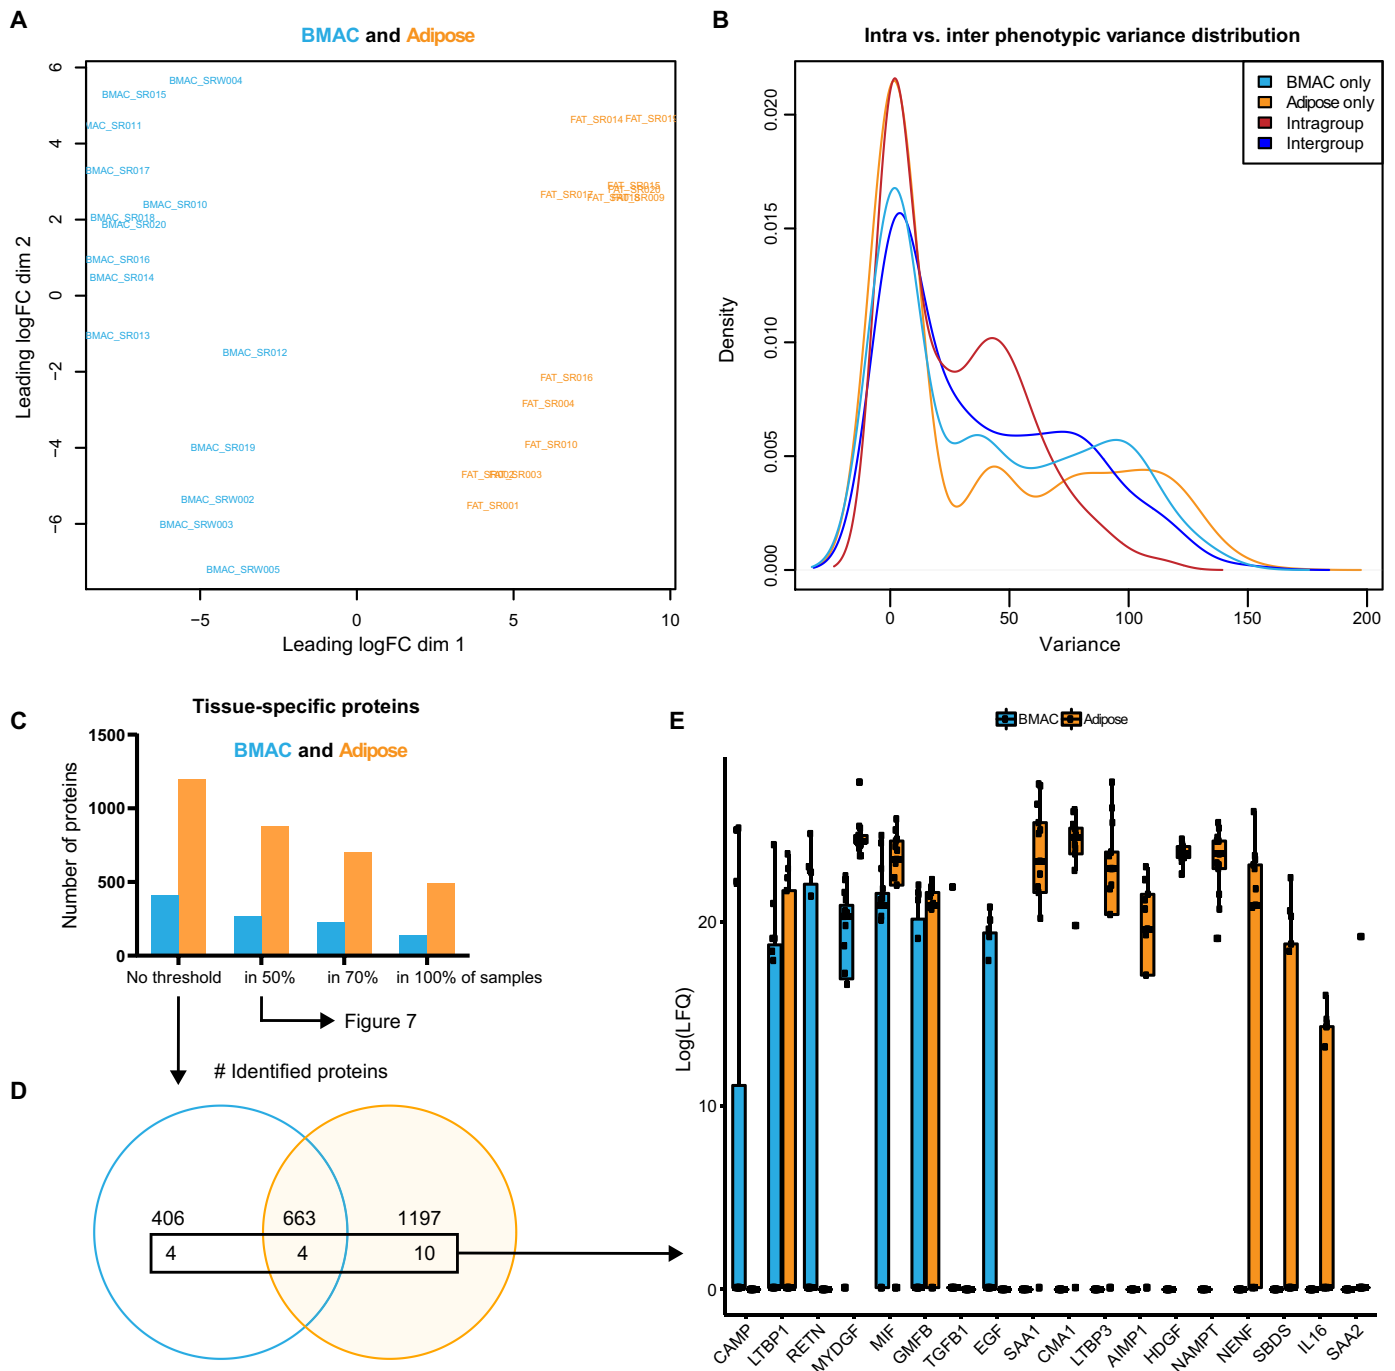 A
BMAC and Adipose
6
4
2
0
−2
−4
−6
Leading logFC dim 2
BMAC_SRW004
BMAC_SR015
BMAC_SR011
BMAC_SR017
BMAC_SR010
BMAC_SR018
BMAC_SR020
BMAC_SR016
BMAC_SR014
BMAC_SR013
BMAC_SR012
BMAC_SR019
BMAC_SRW002
BMAC_SRW003
BMAC_SRW005
FAT_SR014
FAT_SR019
FAT_SR015
FAT_SR020
FAT_SR017
FAT_SR018
FAT_SR009
FAT_SR016
FAT_SR004
FAT_SR010
FAT_SR002
FAT_SR003
FAT_SR001
−5
0
5
10
Leading logFC dim 1
B
Intra vs. inter phenotypic variance distribution
BMAC only
Adipose only
Intragroup
Intergroup
0.020
0.015
0.010
0.005
0.000
Density
0
50
100
150
200
Variance
C
Tissue-specific proteins
BMAC and Adipose
1500
1000
500
0
Number of proteins
No threshold
in 50%
in 70%
in 100% of samples
Figure 7
# Identified proteins
D
406
663
1197
4
4
10
E
BMAC
Adipose
20
10
0
Log(LFQ)
CAMP
LTBP1
RETN
MYDGF
MIF
GMFB
TGFB1
EGF
SAA1
CMA1
LTBP3
AIMP1
HDGF
NAMPT
NENF
SBDS
IL16
SAA2